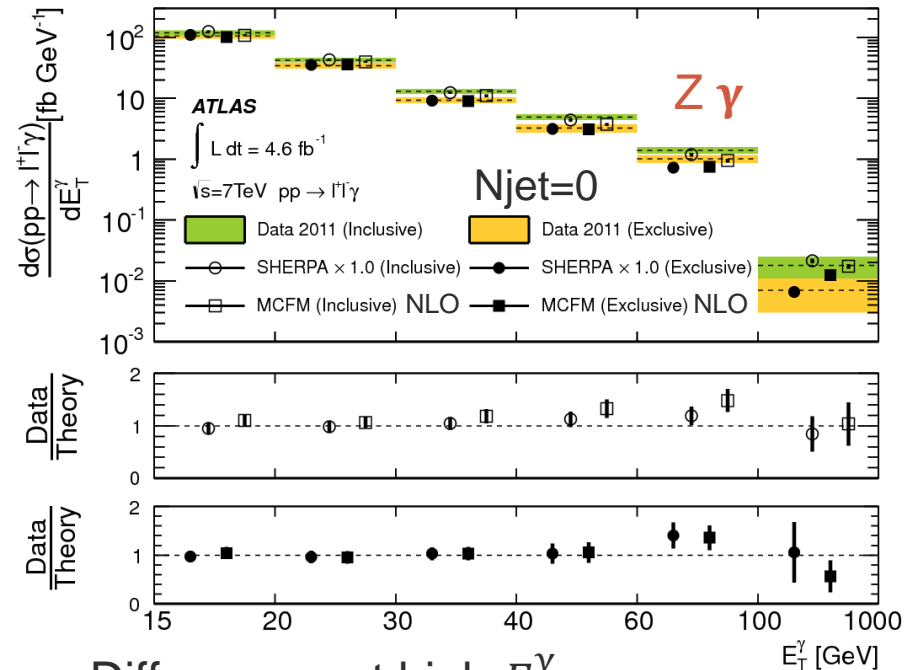 dσ(pp→ l⁺l⁻γ)
dE_T^γ
[fb GeV⁻¹]
10²
10
1
10⁻¹
10⁻²
10⁻³
Z γ
ATLAS
∫ L dt = 4.6 fb⁻¹
√s=7TeV pp → l⁺l⁻γ
Njet=0
Data 2011 (Inclusive)
Data 2011 (Exclusive)
SHERPA × 1.0 (Inclusive)
SHERPA × 1.0 (Exclusive)
MCFM (Inclusive) NLO
MCFM (Exclusive) NLO
Data
Theory
2
1
0
Data
Theory
2
1
0
15 20 30 40 60 100 1000
E_T^γ [GeV]